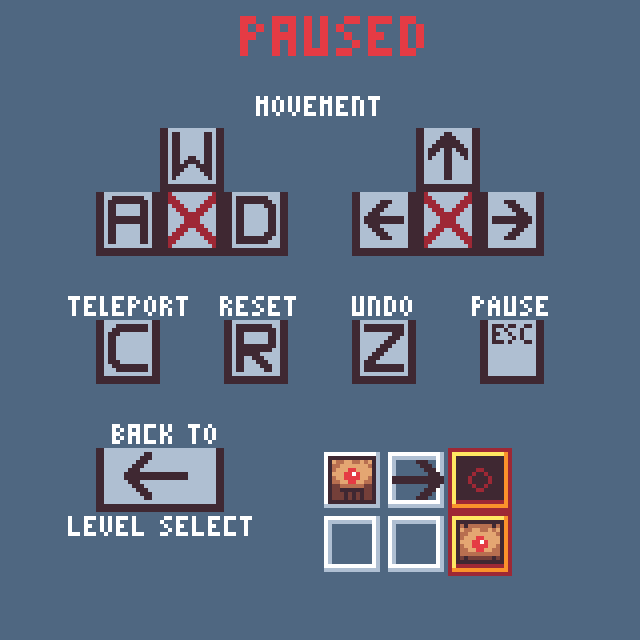 PAUSED
MOVEMENT
W
A D
TELEPORT RESET UNDO PAUSE
C R Z ESC
BACK TO
LEVEL SELECT